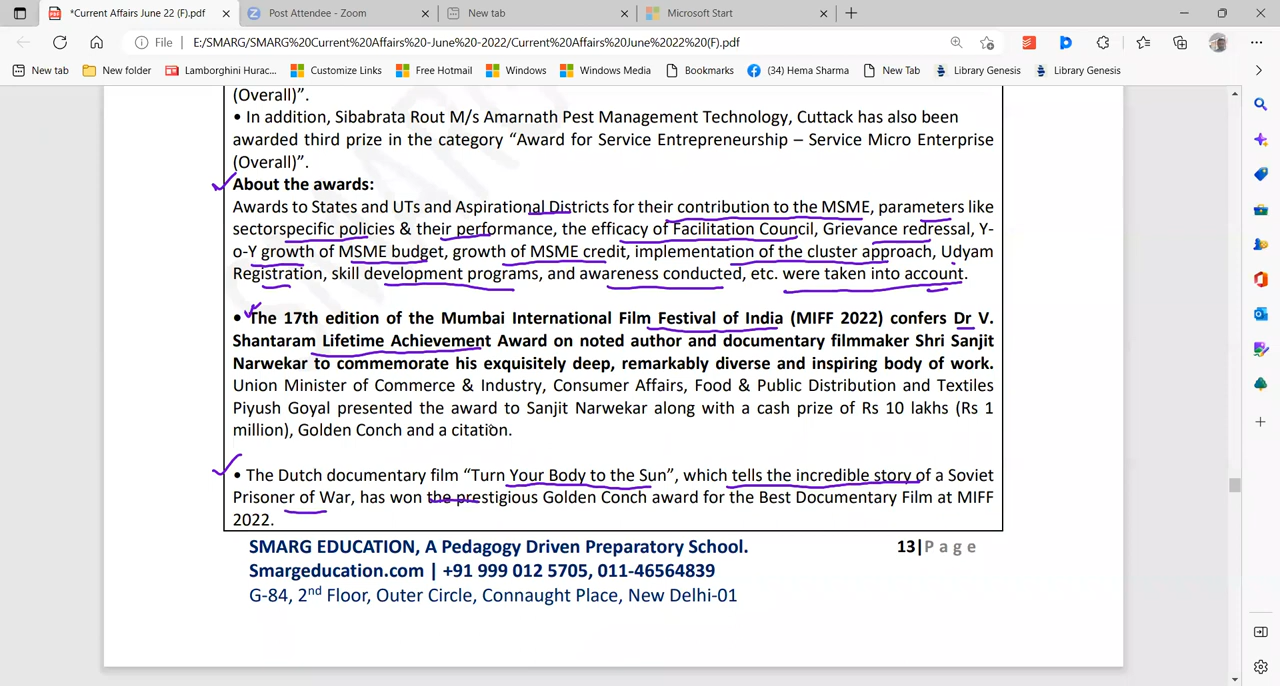 *Current Affairs June 22 (F).pdf
Post Attendee - Zoom
New tab
Microsoft Start
File
E:/SMARG/SMARG%20Current%20Affairs%20-June%20-2022/Current%20Affairs%20June%2022%20(F).pdf
New tab
New folder
Lamborghini Hurac...
Customize Links
Free Hotmail
Windows
Windows Media
Bookmarks
(34) Hema Sharma
New Tab
Library Genesis
Library Genesis
(Overall)”.
• In addition, Sibabrata Rout M/s Amarnath Pest Management Technology, Cuttack has also been
awarded third prize in the category “Award for Service Entrepreneurship – Service Micro Enterprise
(Overall)”.
About the awards:
Awards to States and UTs and Aspirational Districts for their contribution to the MSME, parameters like
sectorspecific policies & their performance, the efficacy of Facilitation Council, Grievance redressal, Y-
o-Y growth of MSME budget, growth of MSME credit, implementation of the cluster approach, Udyam
Registration, skill development programs, and awareness conducted, etc. were taken into account.
• The 17th edition of the Mumbai International Film Festival of India (MIFF 2022) confers Dr V.
Shantaram Lifetime Achievement Award on noted author and documentary filmmaker Shri Sanjit
Narwekar to commemorate his exquisitely deep, remarkably diverse and inspiring body of work.
Union Minister of Commerce & Industry, Consumer Affairs, Food & Public Distribution and Textiles
Piyush Goyal presented the award to Sanjit Narwekar along with a cash prize of Rs 10 lakhs (Rs 1
million), Golden Conch and a citation.
• The Dutch documentary film “Turn Your Body to the Sun”, which tells the incredible story of a Soviet
Prisoner of War, has won the prestigious Golden Conch award for the Best Documentary Film at MIFF
2022.
SMARG EDUCATION, A Pedagogy Driven Preparatory School.
13|Page
Smargeducation.com | +91 999 012 5705, 011-46564839
G-84, 2nd Floor, Outer Circle, Connaught Place, New Delhi-01